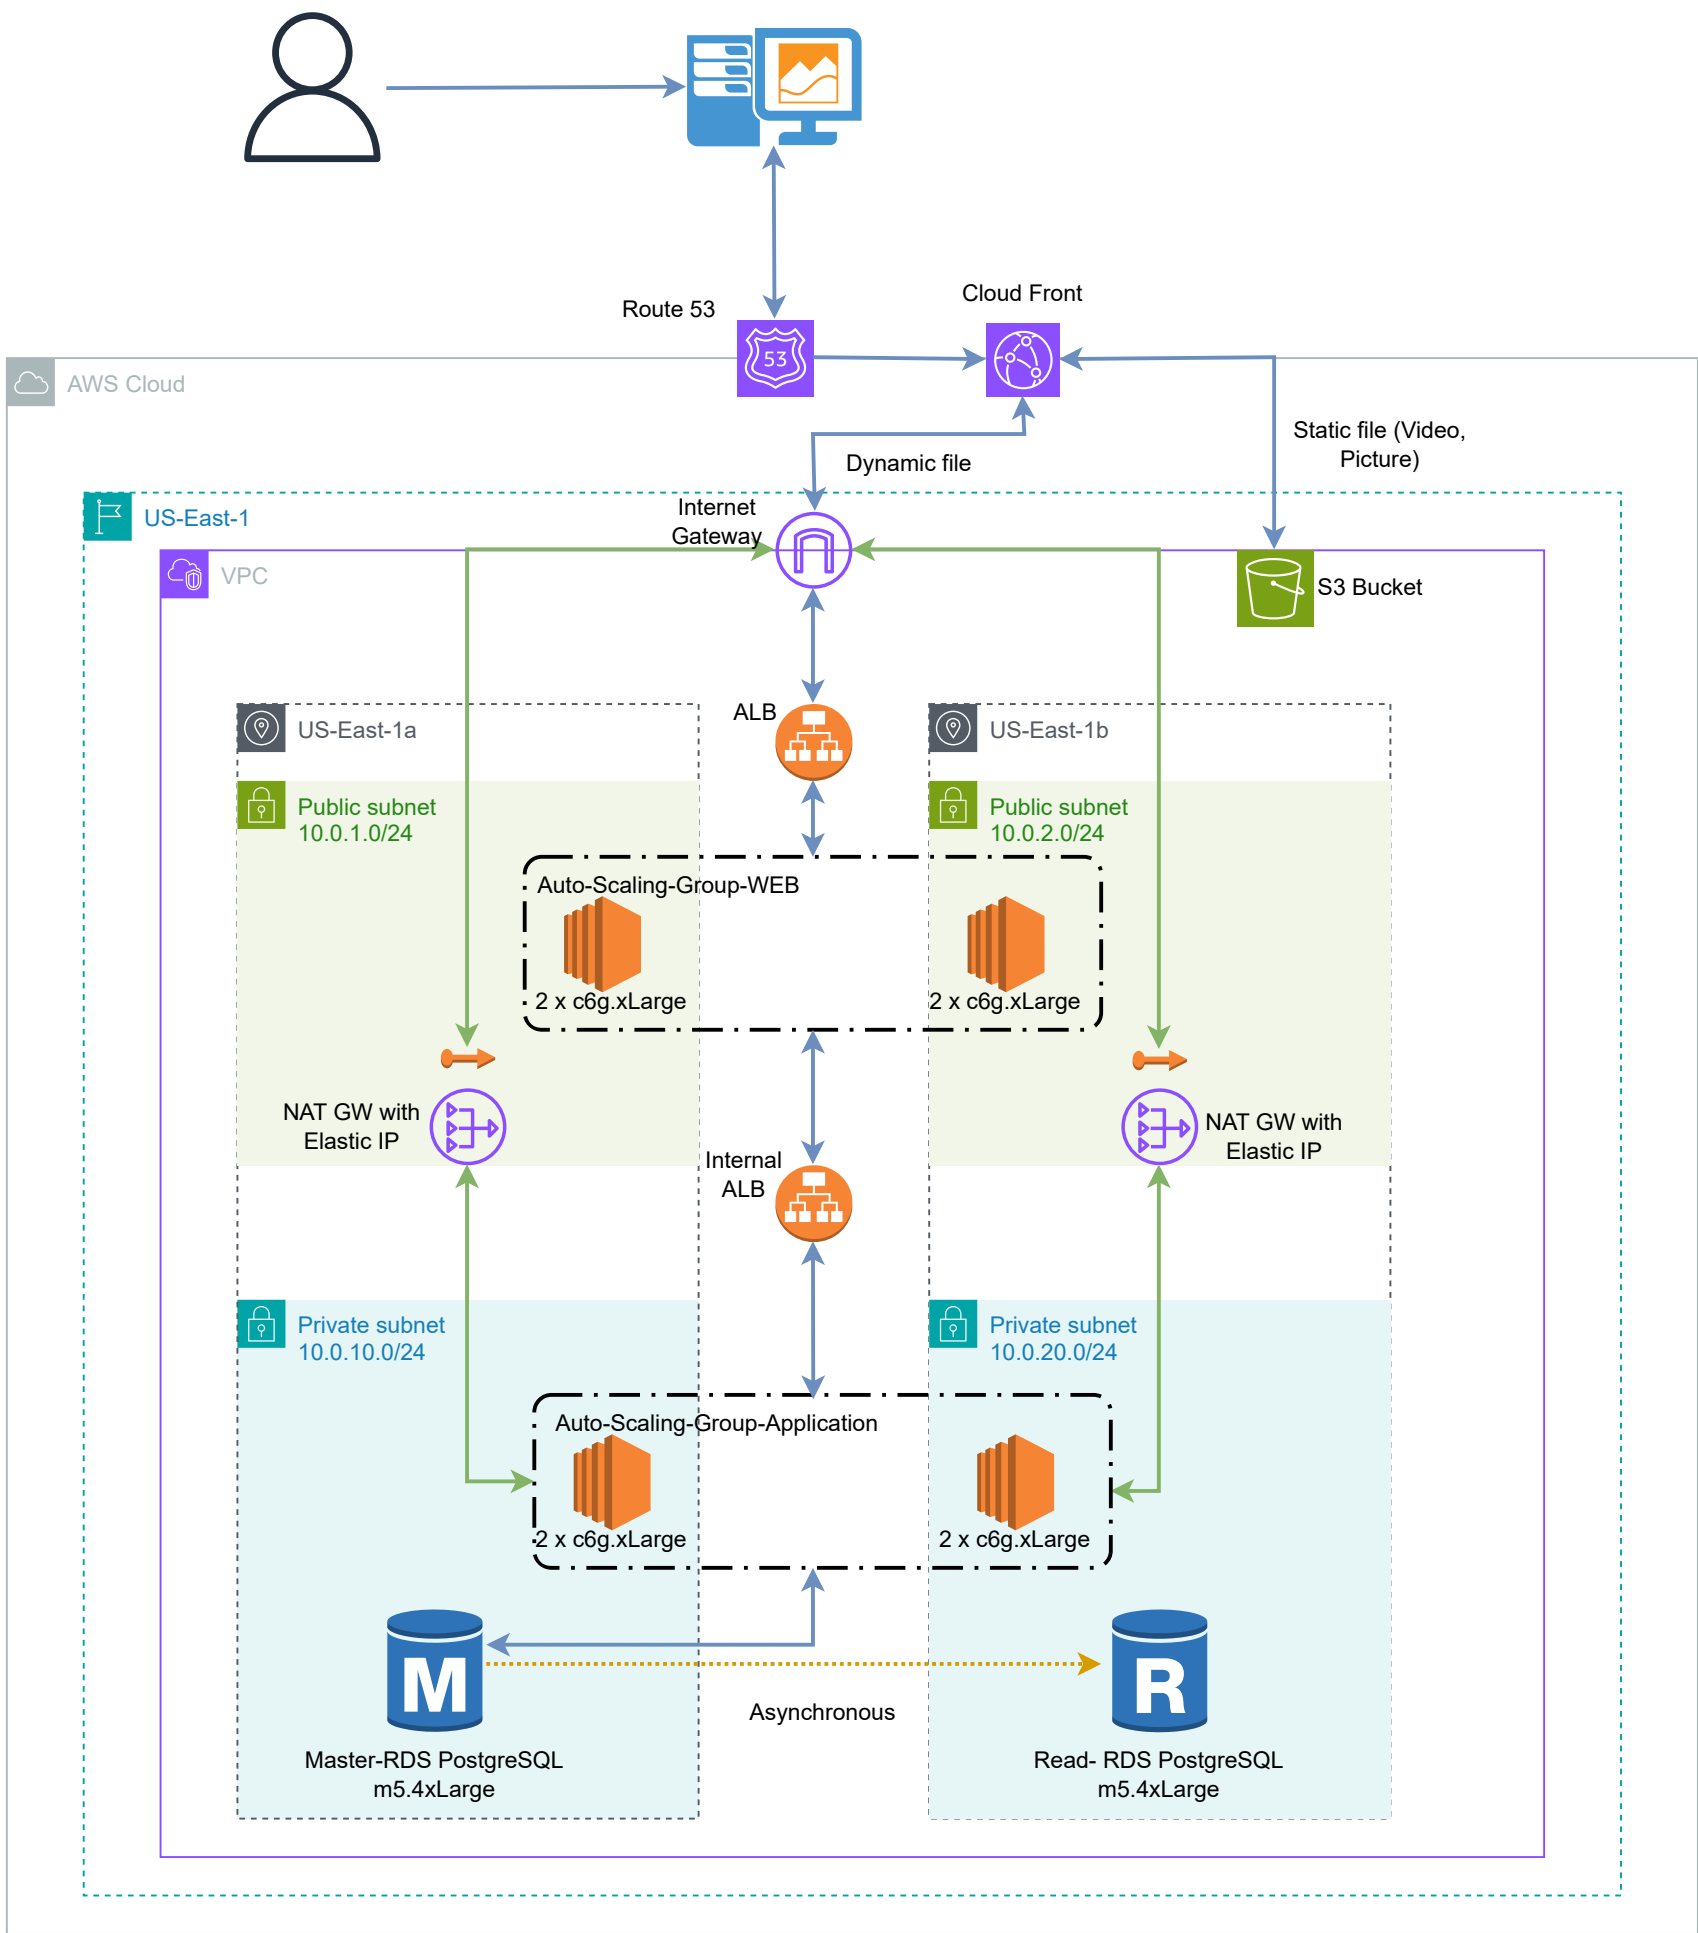 Cloud Front
Route 53
53
AWS Cloud
Static file (Video,
Picture)
Dynamic file
Internet
Gateway
US-East-1
VPC
S3 Bucket
ALB
US-East-1a
US-East-1b
Public subnet
10.0.1.0/24
Public subnet
10.0.2.0/24
Auto-Scaling-Group-WEB
2 x c6g.xLarge
2 x c6g.xLarge
NAT GW with
Elastic IP
NAT GW with
Elastic IP
Internal
ALB
Private subnet
10.0.10.0/24
Private subnet
10.0.20.0/24
Auto-Scaling-Group-Application
2 x c6g.xLarge
2 x c6g.xLarge
M
R
Asynchronous
Master-RDS PostgreSQL
m5.4xLarge
Read- RDS PostgreSQL
m5.4xLarge